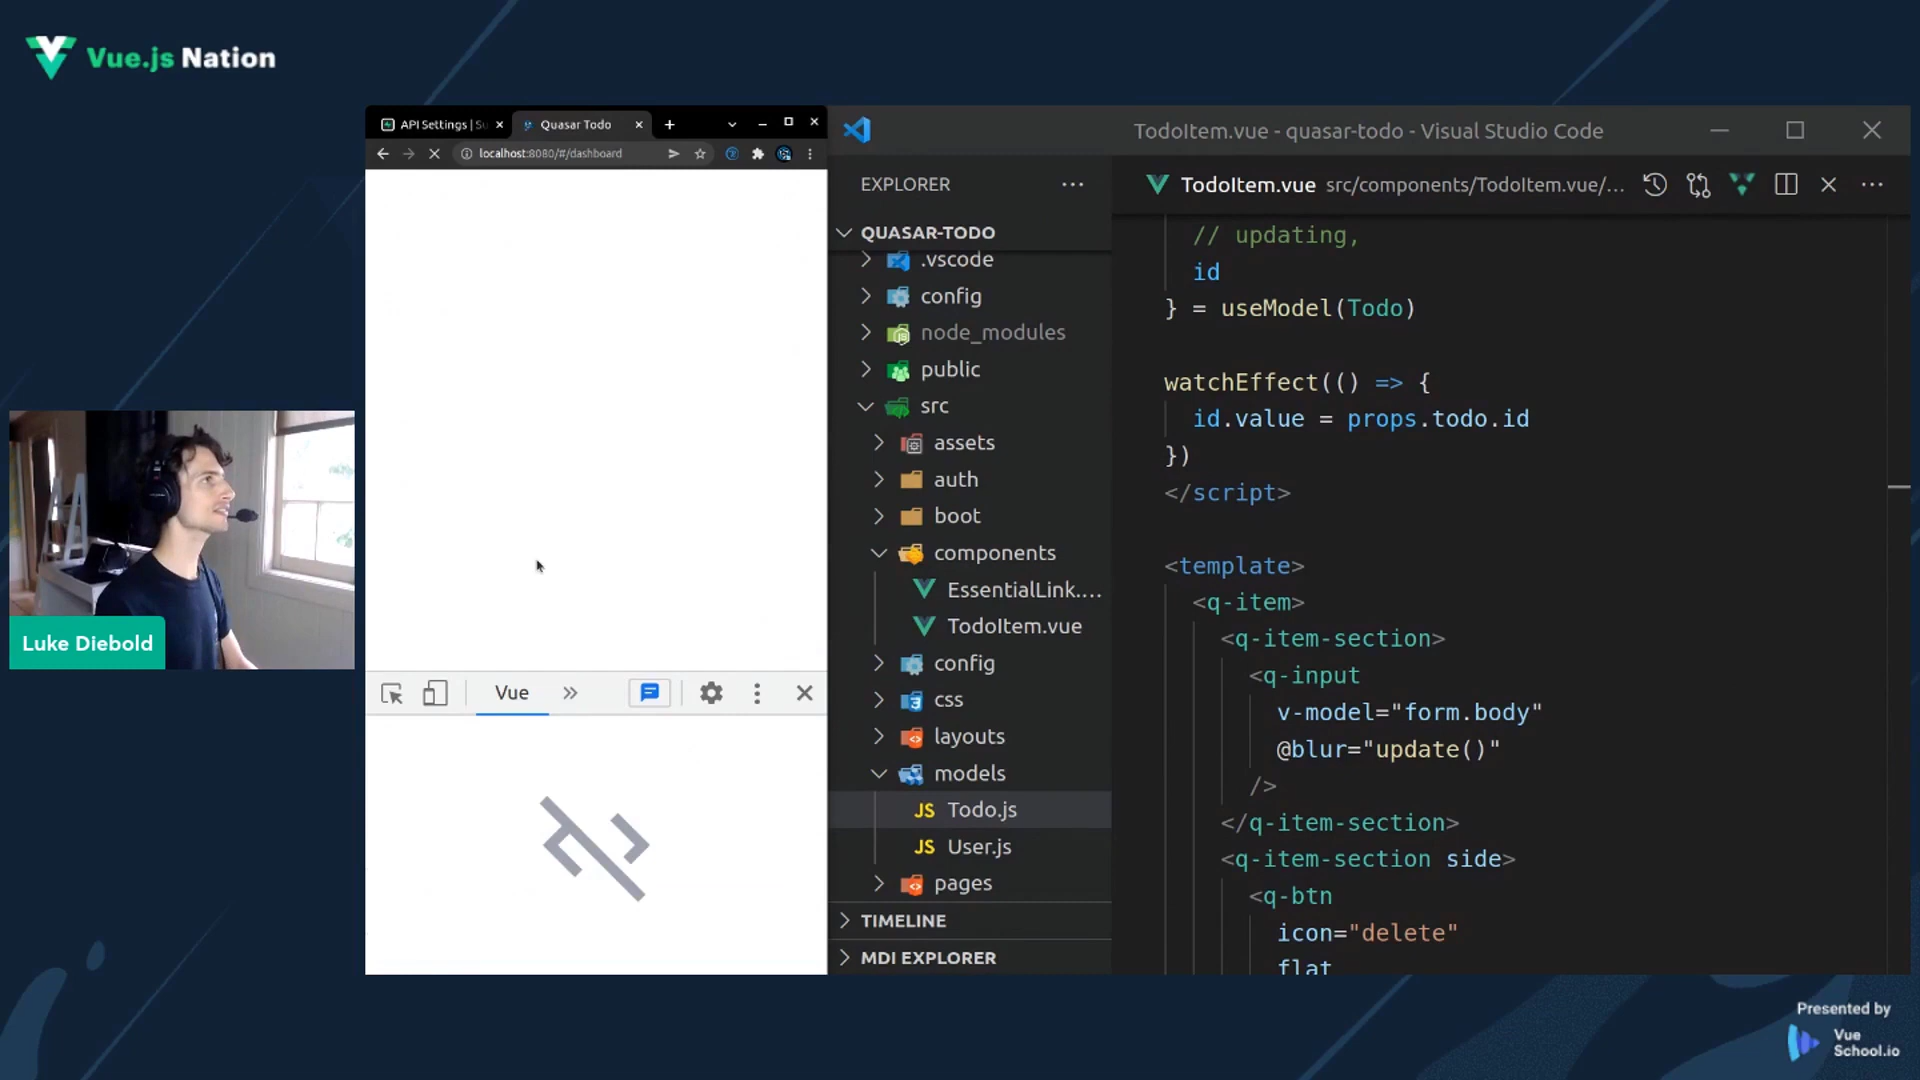 Vue.js Nation
API Settings | Su
Quasar Todo
localhost:8080/#/dashboard
Luke Diebold
Vue
TodoItem.vue - quasar-todo - Visual Studio Code
EXPLORER
QUASAR-TODO
.vscode
config
node_modules
public
src
assets
auth
boot
components
EssentialLink....
TodoItem.vue
config
css
layouts
models
JS Todo.js
JS User.js
pages
TIMELINE
MDI EXPLORER
TodoItem.vue src/components/TodoItem.vue/...
// updating,
id
} = useModel(Todo)
watchEffect(() => {
id.value = props.todo.id
})
</script>
<template>
<q-item>
<q-item-section>
<q-input
v-model="form.body"
@blur="update()"
/>
</q-item-section>
<q-item-section side>
<q-btn
icon="delete"
flat
Presented by
Vue
School.io